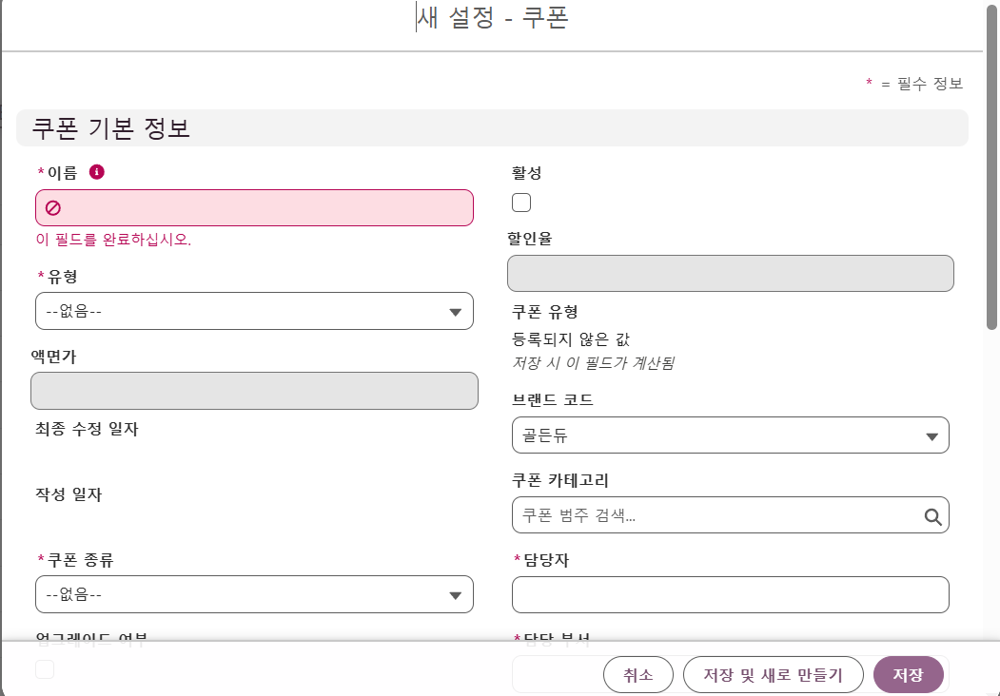 새 설정 - 쿠폰
* = 필수 정보
쿠폰 기본 정보
*이름
이 필드를 완료하십시오.
*유형
--없음--
액면가
최종 수정 일자
작성 일자
*쿠폰 종류
--없음--
업그레이드 여부
활성
할인율
쿠폰 유형
등록되지 않은 값
저장 시 이 필드가 계산됨
브랜드 코드
골든듀
쿠폰 카테고리
쿠폰 범주 검색...
*담당자
*담당 부서
취소
저장 및 새로 만들기
저장